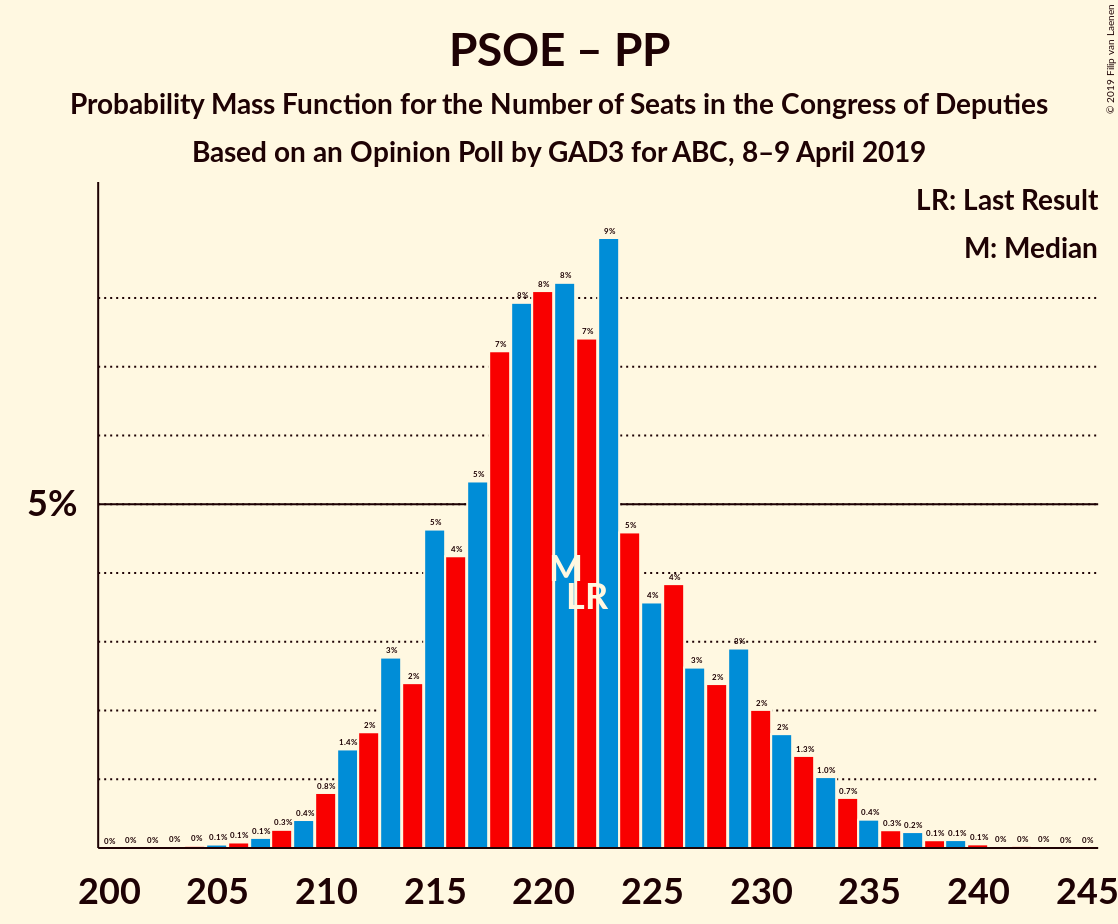 PSOE – PP
Probability Mass Function for the Number of Seats in the Congress of Deputies
Based on an Opinion Poll by GAD3 for ABC, 8–9 April 2019
© 2019 Filip van Laenen
LR: Last Result
M: Median
5%
0% 0% 0% 0% 0% 0.1% 0.1% 0.1% 0.3% 0.4% 0.8% 1.4% 2% 3% 2% 5% 4% 5% 7% 8% 8% 8% 7% 9% 5% 4% 4% 3% 2% 3% 2% 2% 1.3% 1.0% 0.7% 0.4% 0.3% 0.2% 0.1% 0.1% 0.1% 0% 0% 0% 0% 0%
M
LR
200 205 210 215 220 225 230 235 240 245